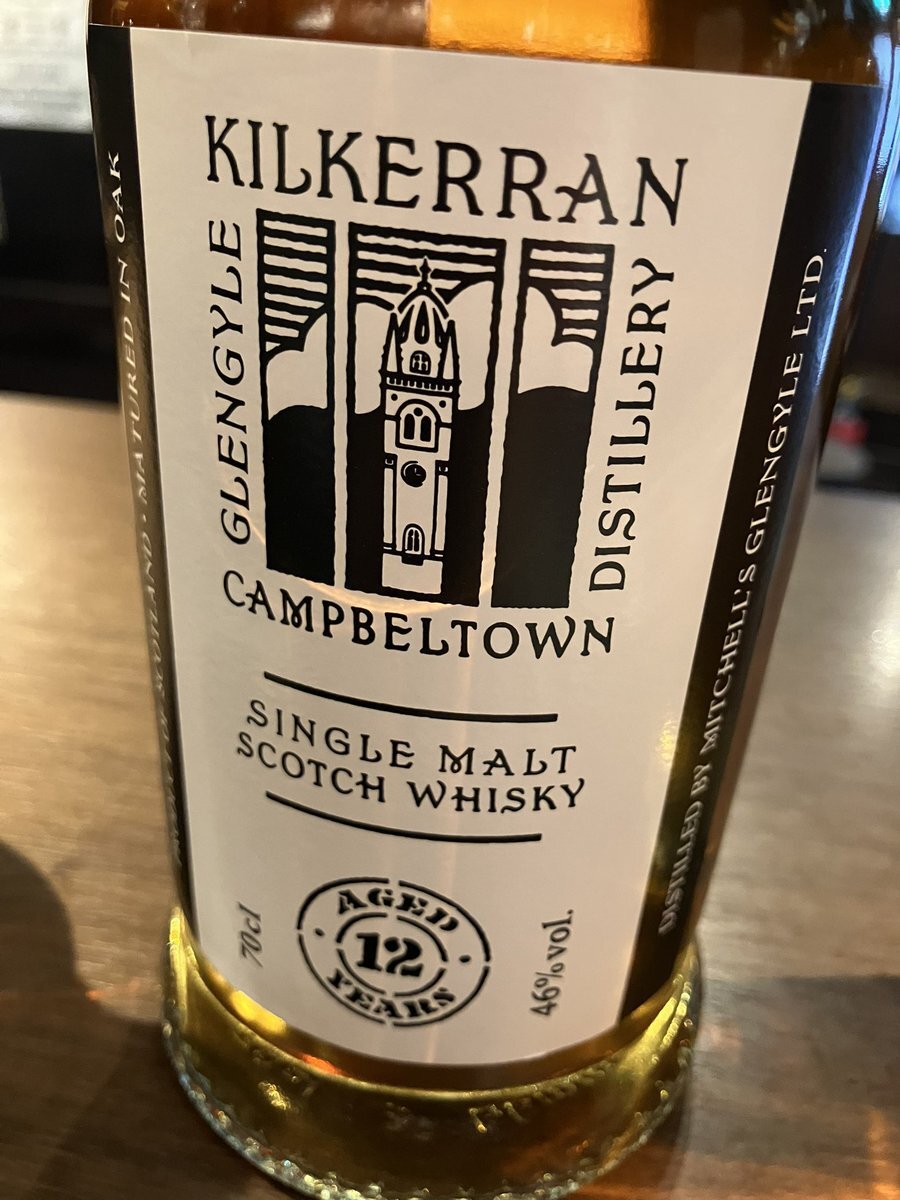 KILKERRAN
GLENGYLE
DISTILLERY
CAMPBELTOWN
SINGLE MALT
SCOTCH WHISKY
AGED
12
YEARS
70cl
46% vol.
MATURED IN OAK
DISTILLED BY MITCHELL'S GLENGYLE LTD.